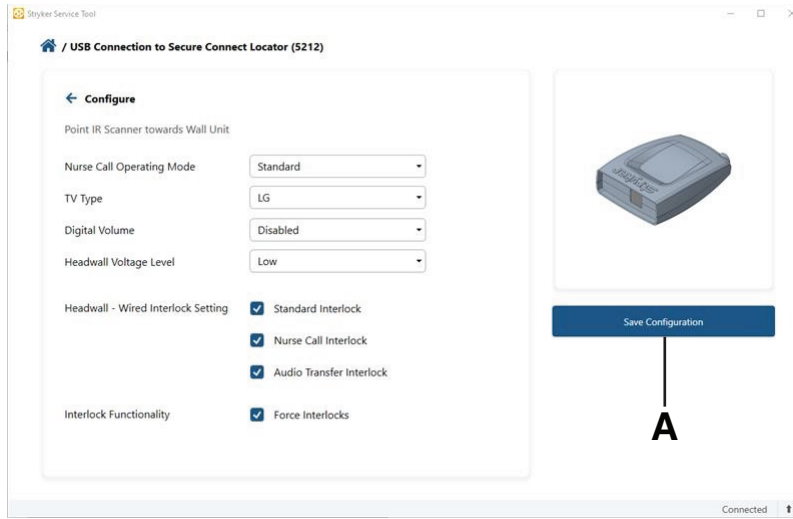 Stryker Service Tool
/ USB Connection to Secure Connect Locator (5212)
Configure
Point IR Scanner towards Wall Unit
Nurse Call Operating Mode
Standard
TV Type
LG
Digital Volume
Disabled
Headwall Voltage Level
Low
Headwall - Wired Interlock Setting
Standard Interlock
Nurse Call Interlock
Audio Transfer Interlock
Interlock Functionality
Force Interlocks
stryker
Save Configuration
A
Connected